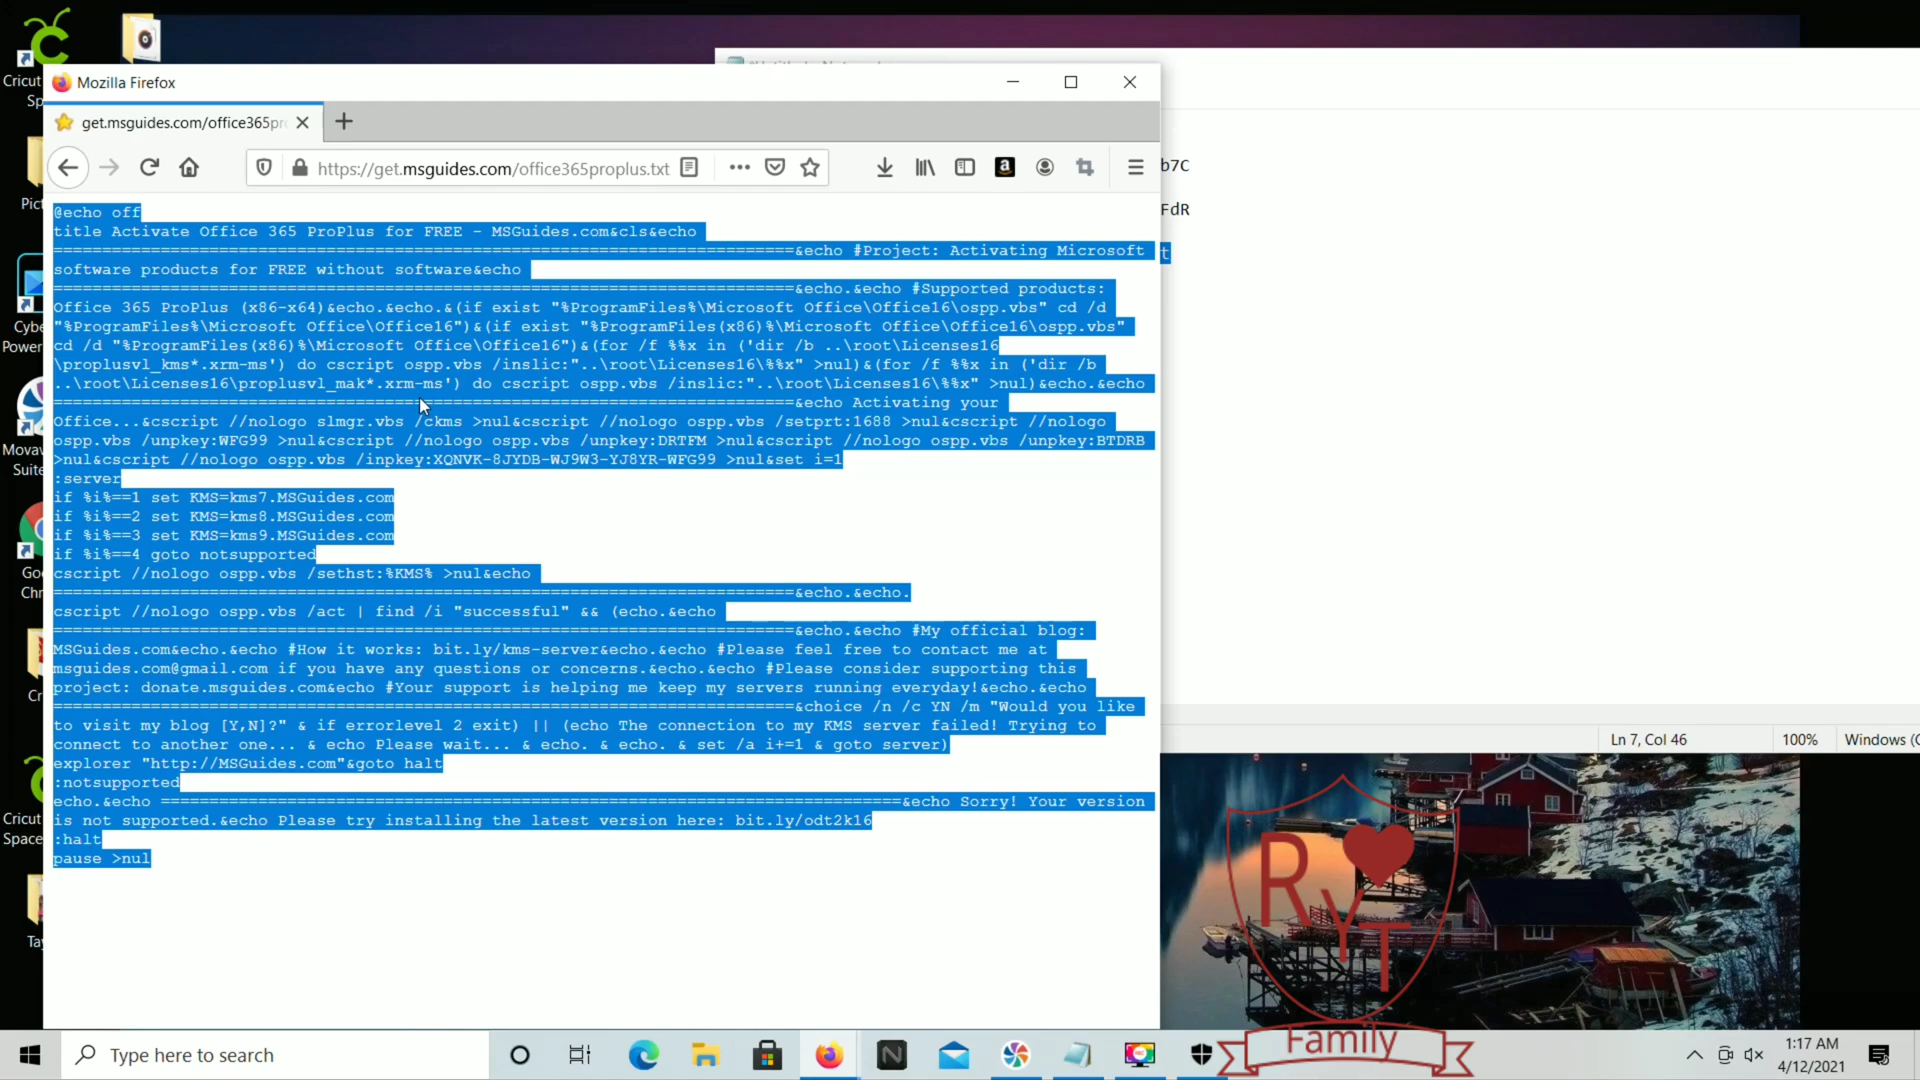 Cricut
Sp
Pict
Cybe
Power
Movav
Suite
Goo
Chr
Cr
Cricut
Space
Tay
Mozilla Firefox
get.msguides.com/office365pr
https://get.msguides.com/office365proplus.txt
@echo off
title Activate Office 365 ProPlus for FREE - MSGuides.com&cls&echo
============================================================================&echo #Project: Activating Microsoft
software products for FREE without software&echo
============================================================================&echo.&echo #Supported products:
Office 365 ProPlus (x86-x64)&echo.&echo.&(if exist "%ProgramFiles%\Microsoft Office\Office16\ospp.vbs" cd /d
"%ProgramFiles%\Microsoft Office\Office16")&(if exist "%ProgramFiles(x86)%\Microsoft Office\Office16\ospp.vbs"
cd /d "%ProgramFiles(x86)%\Microsoft Office\Office16")&(for /f %%x in ('dir /b ..\root\Licenses16
\proplusvl_kms*.xrm-ms') do cscript ospp.vbs /inslic:"..\root\Licenses16\%%x" >nul)&(for /f %%x in ('dir /b
..\root\Licenses16\proplusvl_mak*.xrm-ms') do cscript ospp.vbs /inslic:"..\root\Licenses16\%%x" >nul)&echo.&echo
============================================================================&echo Activating your
Office...&cscript //nologo slmgr.vbs /ckms >nul&cscript //nologo ospp.vbs /setprt:1688 >nul&cscript //nologo
ospp.vbs /unpkey:WFG99 >nul&cscript //nologo ospp.vbs /unpkey:DRTFM >nul&cscript //nologo ospp.vbs /unpkey:BTDRB
>nul&cscript //nologo ospp.vbs /inpkey:XQNVK-8JYDB-WJ9W3-YJ8YR-WFG99 >nul&set i=1
:server
if %i%==1 set KMS=kms7.MSGuides.com
if %i%==2 set KMS=kms8.MSGuides.com
if %i%==3 set KMS=kms9.MSGuides.com
if %i%==4 goto notsupported
cscript //nologo ospp.vbs /sethst:%KMS% >nul&echo
============================================================================&echo.&echo.
cscript //nologo ospp.vbs /act | find /i "successful" && (echo.&echo
============================================================================&echo.&echo #My official blog:
MSGuides.com&echo.&echo #How it works: bit.ly/kms-server&echo.&echo #Please feel free to contact me at
msguides.com@gmail.com if you have any questions or concerns.&echo.&echo #Please consider supporting this
project: donate.msguides.com&echo #Your support is helping me keep my servers running everyday!&echo.&echo
============================================================================&choice /n /c YN /m "Would you like
to visit my blog [Y,N]?" & if errorlevel 2 exit) || (echo The connection to my KMS server failed! Trying to
connect to another one... & echo Please wait... & echo. & echo. & set /a i+=1 & goto server)
explorer "http://MSGuides.com"&goto halt
:notsupported
echo.&echo ============================================================================&echo Sorry! Your version
is not supported.&echo Please try installing the latest version here: bit.ly/odt2k16
:halt
pause >nul
b7C
FdR
t
Ln 7, Col 46
100%
Windows (C
RYT
Family
Type here to search
1:17 AM
4/12/2021